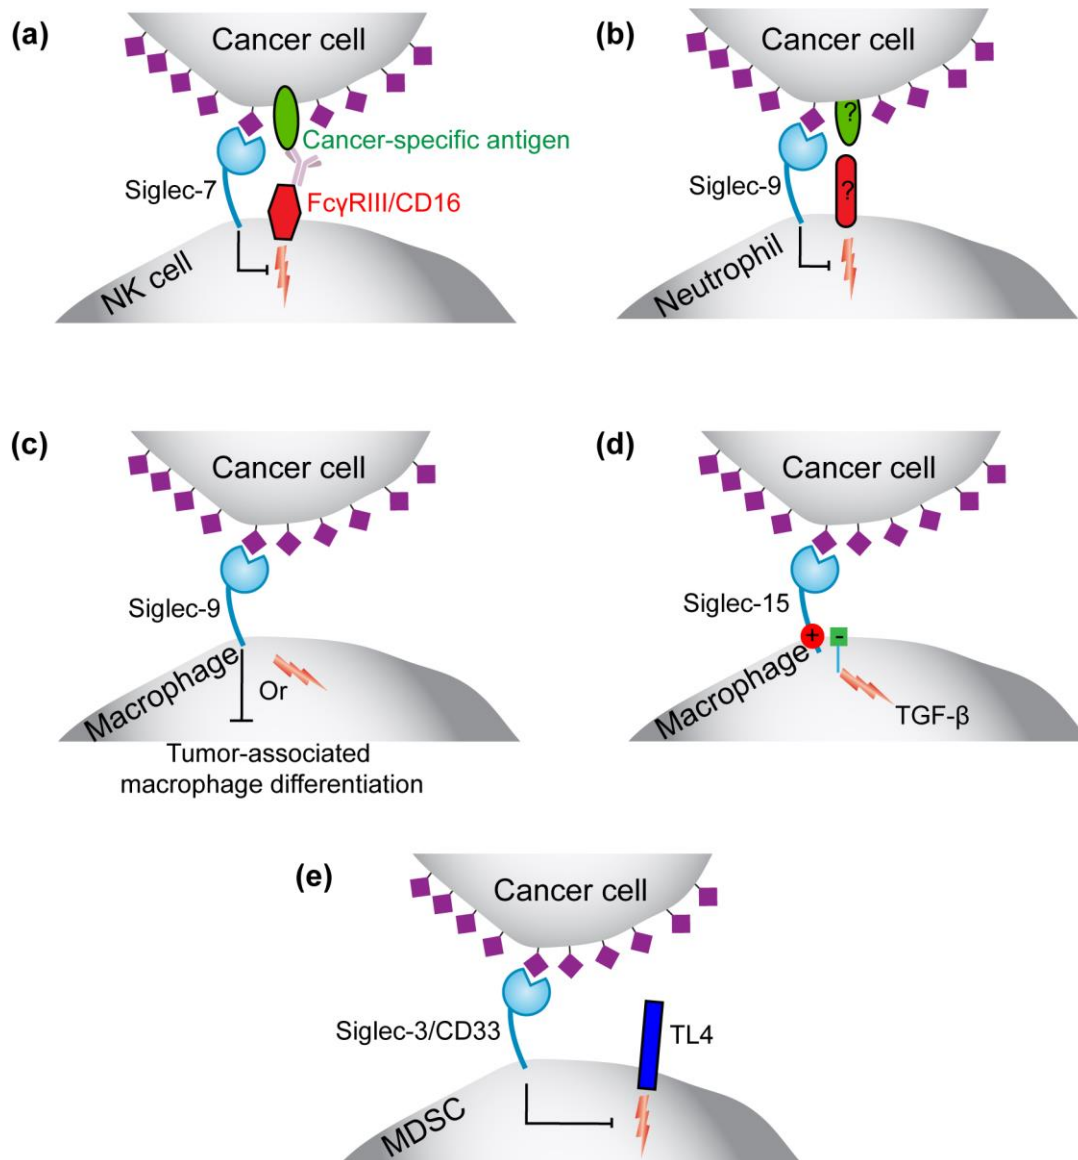 (a)
Cancer cell
Cancer-specific antigen
Siglec-7
FcγRIII/CD16
NK cell
(b)
Cancer cell
?
Siglec-9
?
Neutrophil
(c)
Cancer cell
Siglec-9
Macrophage
Or
Tumor-associated
macrophage differentiation
(d)
Cancer cell
Siglec-15
+
-
Macrophage
TGF-β
(e)
Cancer cell
Siglec-3/CD33
TL4
MDSC